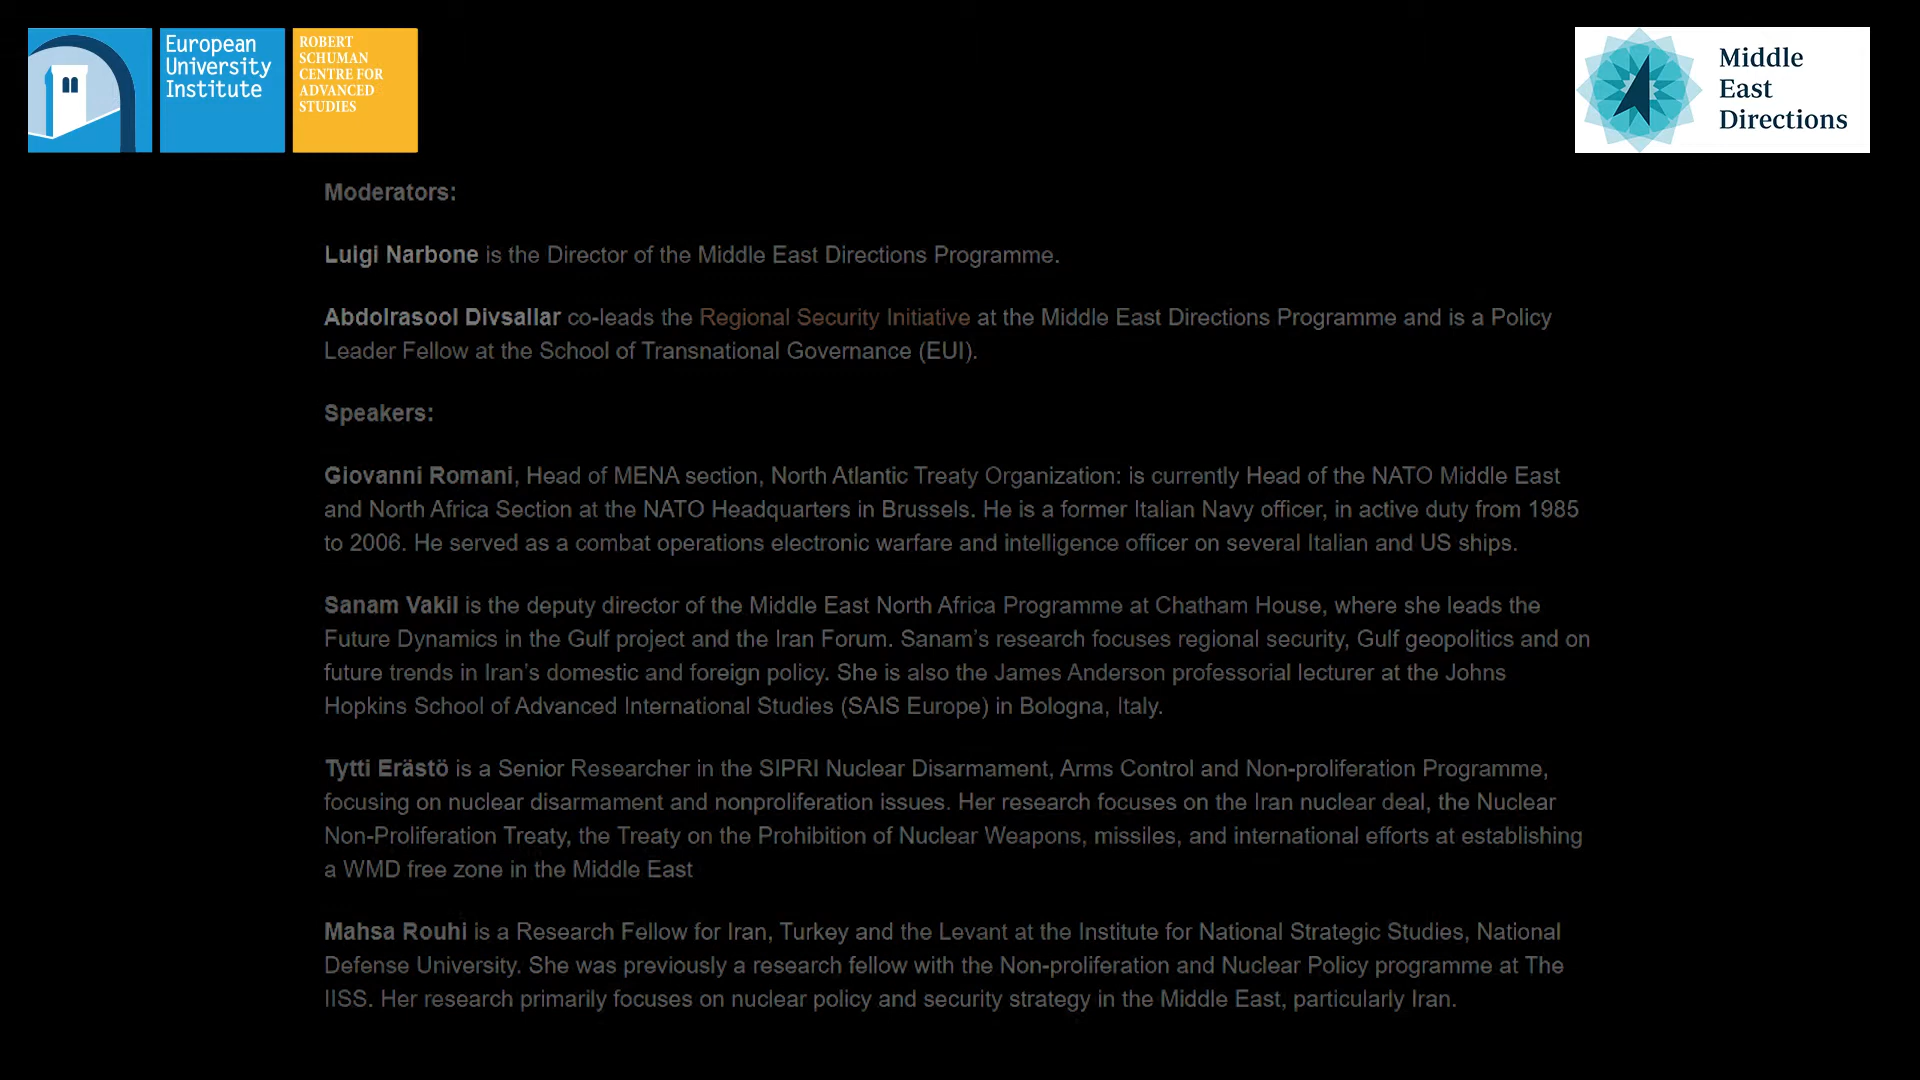 European
University
Institute
ROBERT
SCHUMAN
CENTRE FOR
ADVANCED
STUDIES
Middle
East
Directions
Moderators:
Luigi Narbone is the Director of the Middle East Directions Programme.
Abdolrasool Divsallar co-leads the Regional Security Initiative at the Middle East Directions Programme and is a Policy
Leader Fellow at the School of Transnational Governance (EUI).
Speakers:
Giovanni Romani, Head of MENA section, North Atlantic Treaty Organization: is currently Head of the NATO Middle East
and North Africa Section at the NATO Headquarters in Brussels. He is a former Italian Navy officer, in active duty from 1985
to 2006. He served as a combat operations electronic warfare and intelligence officer on several Italian and US ships.
Sanam Vakil is the deputy director of the Middle East North Africa Programme at Chatham House, where she leads the
Future Dynamics in the Gulf project and the Iran Forum. Sanam’s research focuses regional security, Gulf geopolitics and on
future trends in Iran’s domestic and foreign policy. She is also the James Anderson professorial lecturer at the Johns
Hopkins School of Advanced International Studies (SAIS Europe) in Bologna, Italy.
Tytti Erästö is a Senior Researcher in the SIPRI Nuclear Disarmament, Arms Control and Non-proliferation Programme,
focusing on nuclear disarmament and nonproliferation issues. Her research focuses on the Iran nuclear deal, the Nuclear
Non-Proliferation Treaty, the Treaty on the Prohibition of Nuclear Weapons, missiles, and international efforts at establishing
a WMD free zone in the Middle East
Mahsa Rouhi is a Research Fellow for Iran, Turkey and the Levant at the Institute for National Strategic Studies, National
Defense University. She was previously a research fellow with the Non-proliferation and Nuclear Policy programme at The
IISS. Her research primarily focuses on nuclear policy and security strategy in the Middle East, particularly Iran.